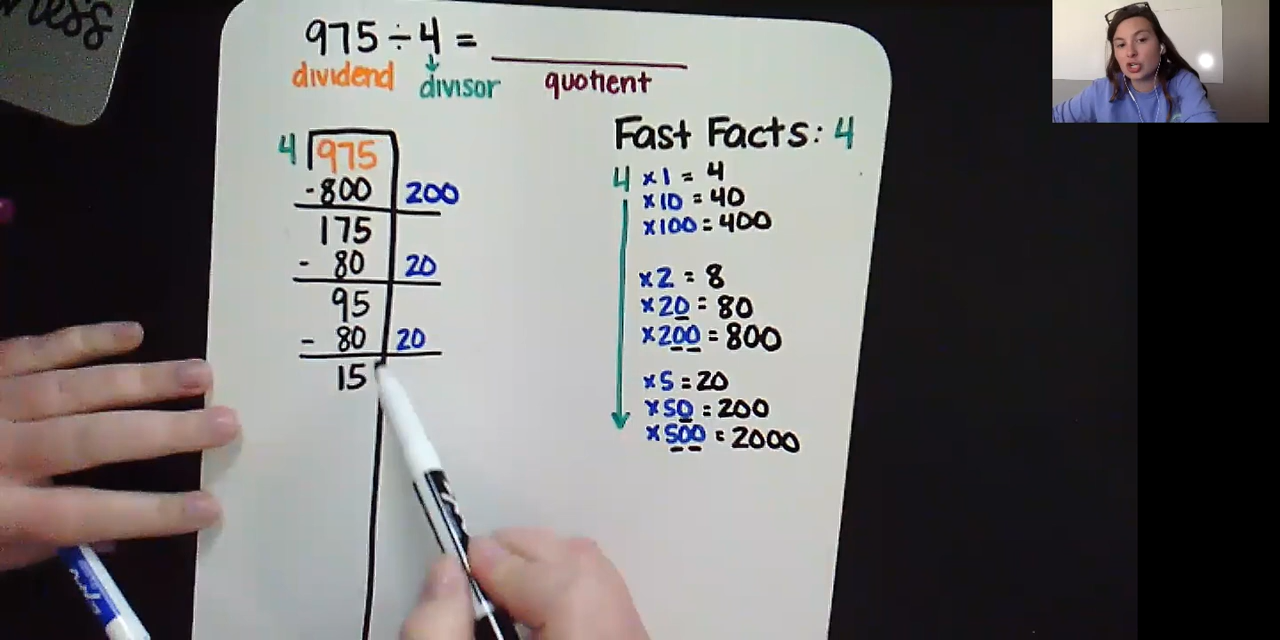 ness
975 ÷ 4 =
dividend
divisor
quotient
4 975
-800 200
175
- 80 20
95
- 80 20
15
Fast Facts: 4
4 x1 = 4
x10 = 40
x100 = 400
x2 = 8
x20 = 80
x200 = 800
x5 = 20
x50 = 200
x500 = 2000